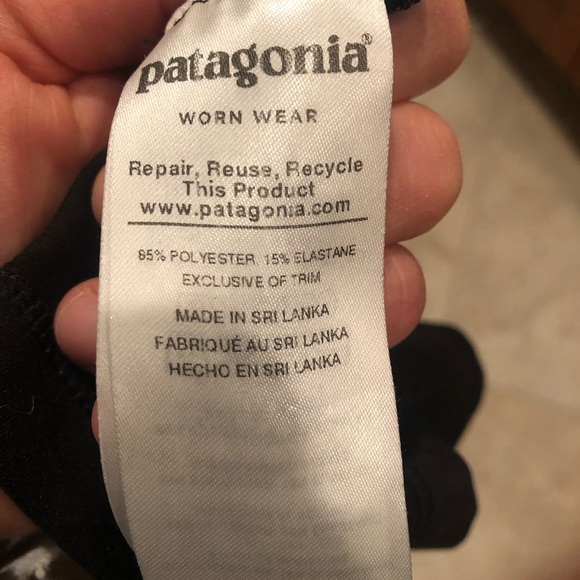 patagonia®
WORN WEAR
Repair, Reuse, Recycle
This Product
www.patagonia.com
85% POLYESTER 15% ELASTANE
EXCLUSIVE OF TRIM
MADE IN SRI LANKA
FABRIQUÉ AU SRI LANKA
HECHO EN SRI LANKA